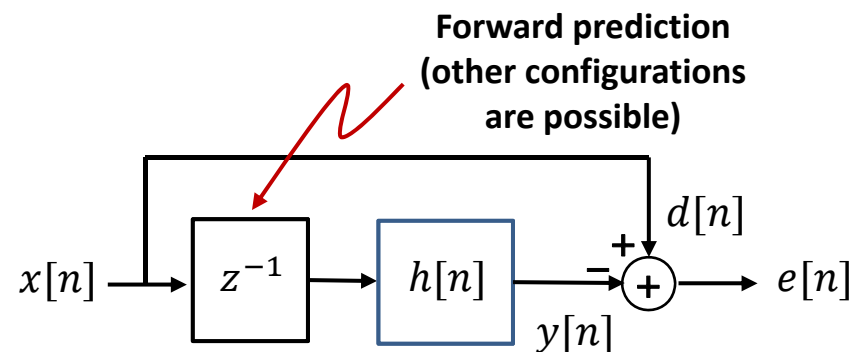 Forward prediction
(other configurations
are possible)
d[n]
+
x[n]
z⁻¹
h[n]
−
+
e[n]
y[n]